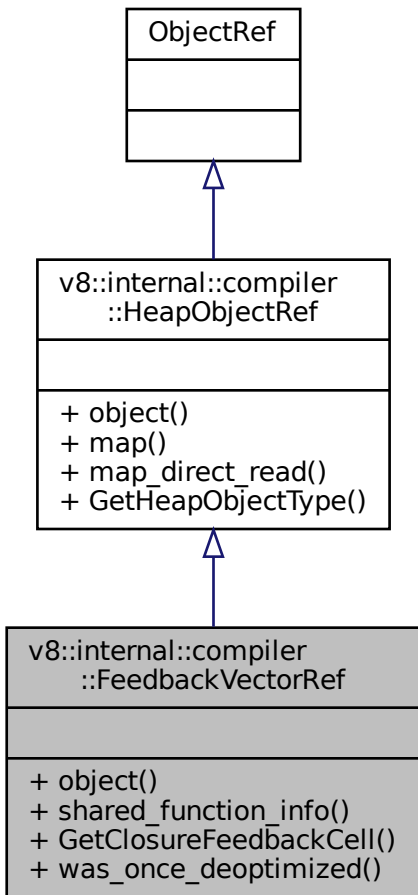 ObjectRef
v8::internal::compiler
::HeapObjectRef
+ object()
+ map()
+ map_direct_read()
+ GetHeapObjectType()
v8::internal::compiler
::FeedbackVectorRef
+ object()
+ shared_function_info()
+ GetClosureFeedbackCell()
+ was_once_deoptimized()